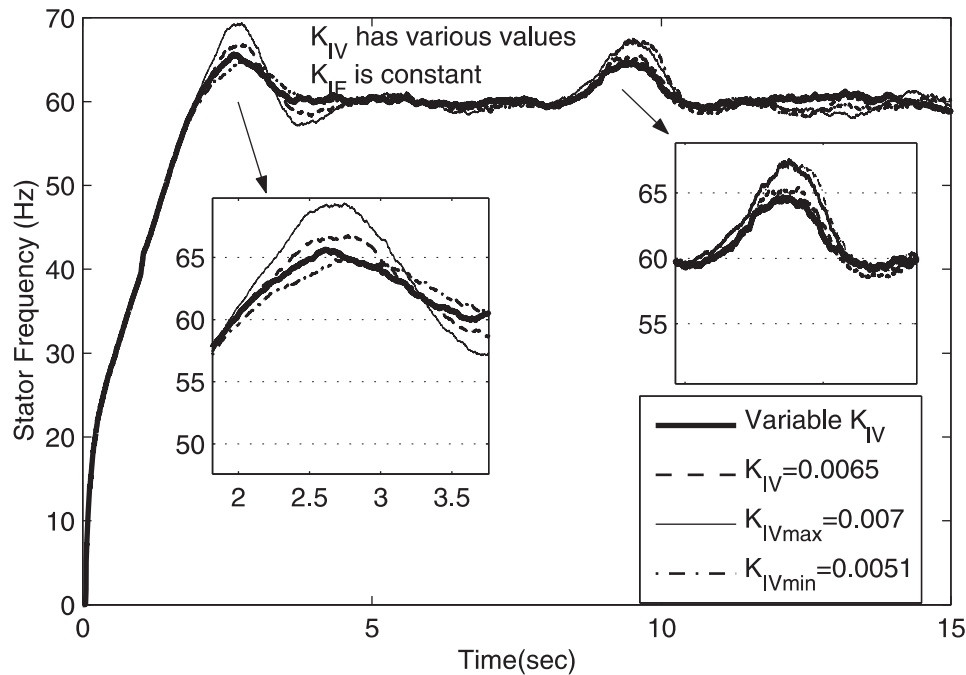 70
60
50
40
30
20
10
0
Stator Frequency (Hz)
K_IV has various values
K_IF is constant
65
60
55
50
2
2.5
3
3.5
65
60
55
Variable K_IV
K_IV=0.0065
K_IVmax=0.007
K_IVmin=0.0051
0
5
10
15
Time(sec)